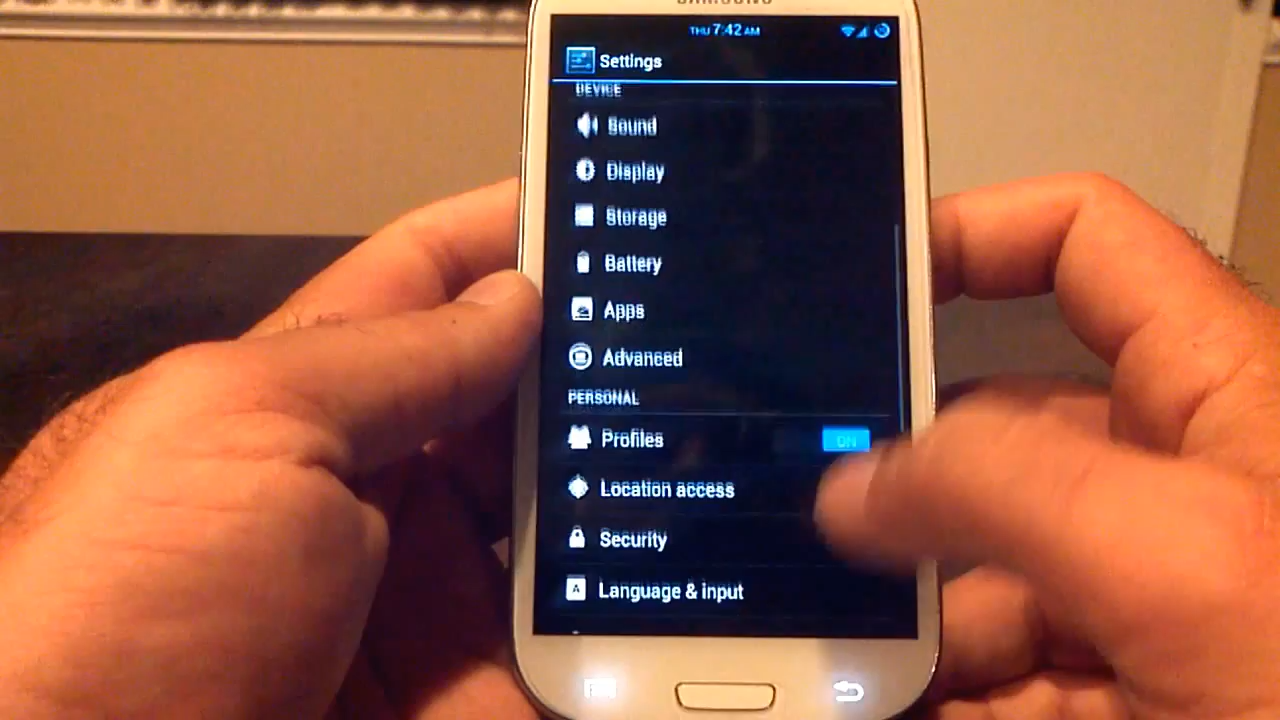 SAMSUNG
THU 7:42 AM
Settings
DEVICE
Sound
Display
Storage
Battery
Apps
Advanced
PERSONAL
Profiles
ON
Location access
Security
A
Language & input